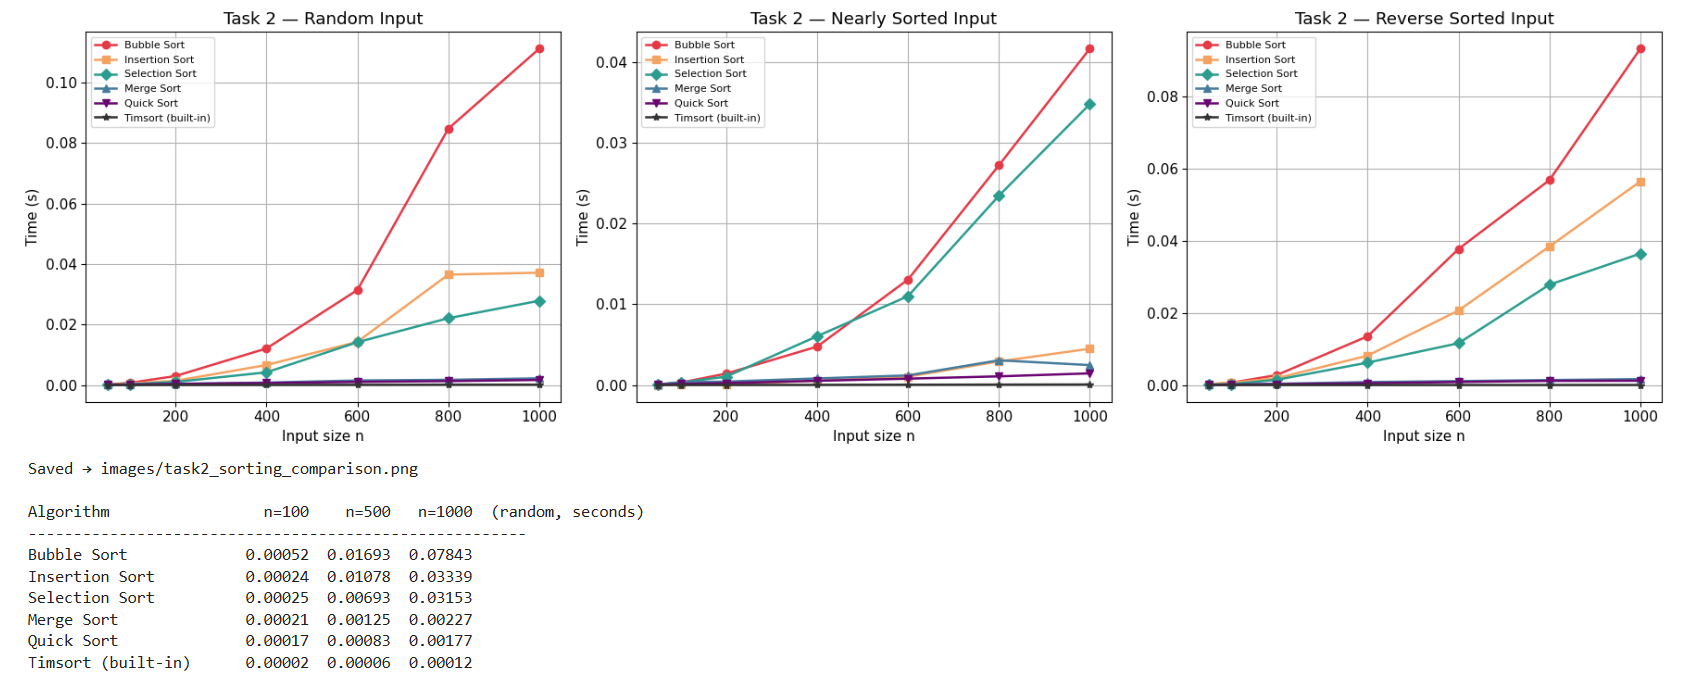 Task 2 — Random Input
Time (s)
0.10
0.08
0.06
0.04
0.02
0.00
Bubble Sort
Insertion Sort
Selection Sort
Merge Sort
Quick Sort
Timsort (built-in)
200 400 600 800 1000
Input size n
Task 2 — Nearly Sorted Input
Time (s)
0.04
0.03
0.02
0.01
0.00
Bubble Sort
Insertion Sort
Selection Sort
Merge Sort
Quick Sort
Timsort (built-in)
200 400 600 800 1000
Input size n
Task 2 — Reverse Sorted Input
Time (s)
0.08
0.06
0.04
0.02
0.00
Bubble Sort
Insertion Sort
Selection Sort
Merge Sort
Quick Sort
Timsort (built-in)
200 400 600 800 1000
Input size n
Saved → images/task2_sorting_comparison.png
Algorithm n=100 n=500 n=1000 (random, seconds)
-------------------------------------------------------
Bubble Sort 0.00052 0.01693 0.07843
Insertion Sort 0.00024 0.01078 0.03339
Selection Sort 0.00025 0.00693 0.03153
Merge Sort 0.00021 0.00125 0.00227
Quick Sort 0.00017 0.00083 0.00177
Timsort (built-in) 0.00002 0.00006 0.00012